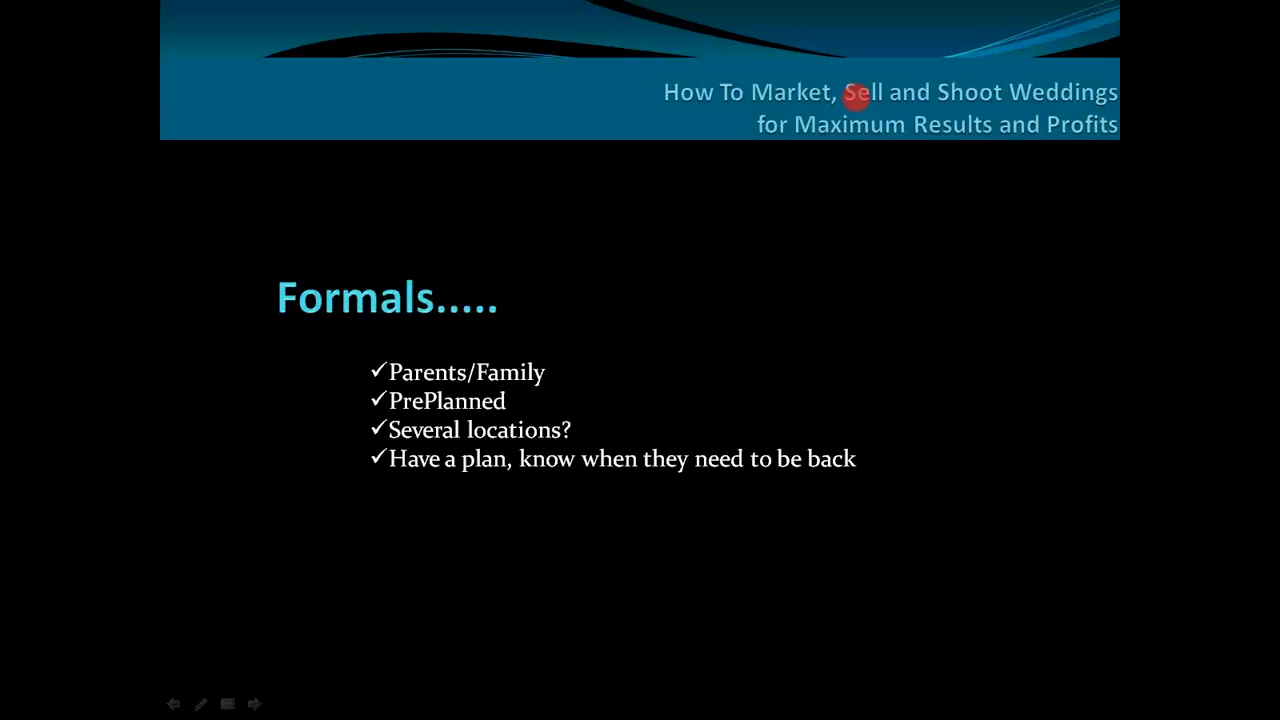 How To Market, Sell and Shoot Weddings
for Maximum Results and Profits
Formals.....
✓Parents/Family
✓PrePlanned
✓Several locations?
✓Have a plan, know when they need to be back